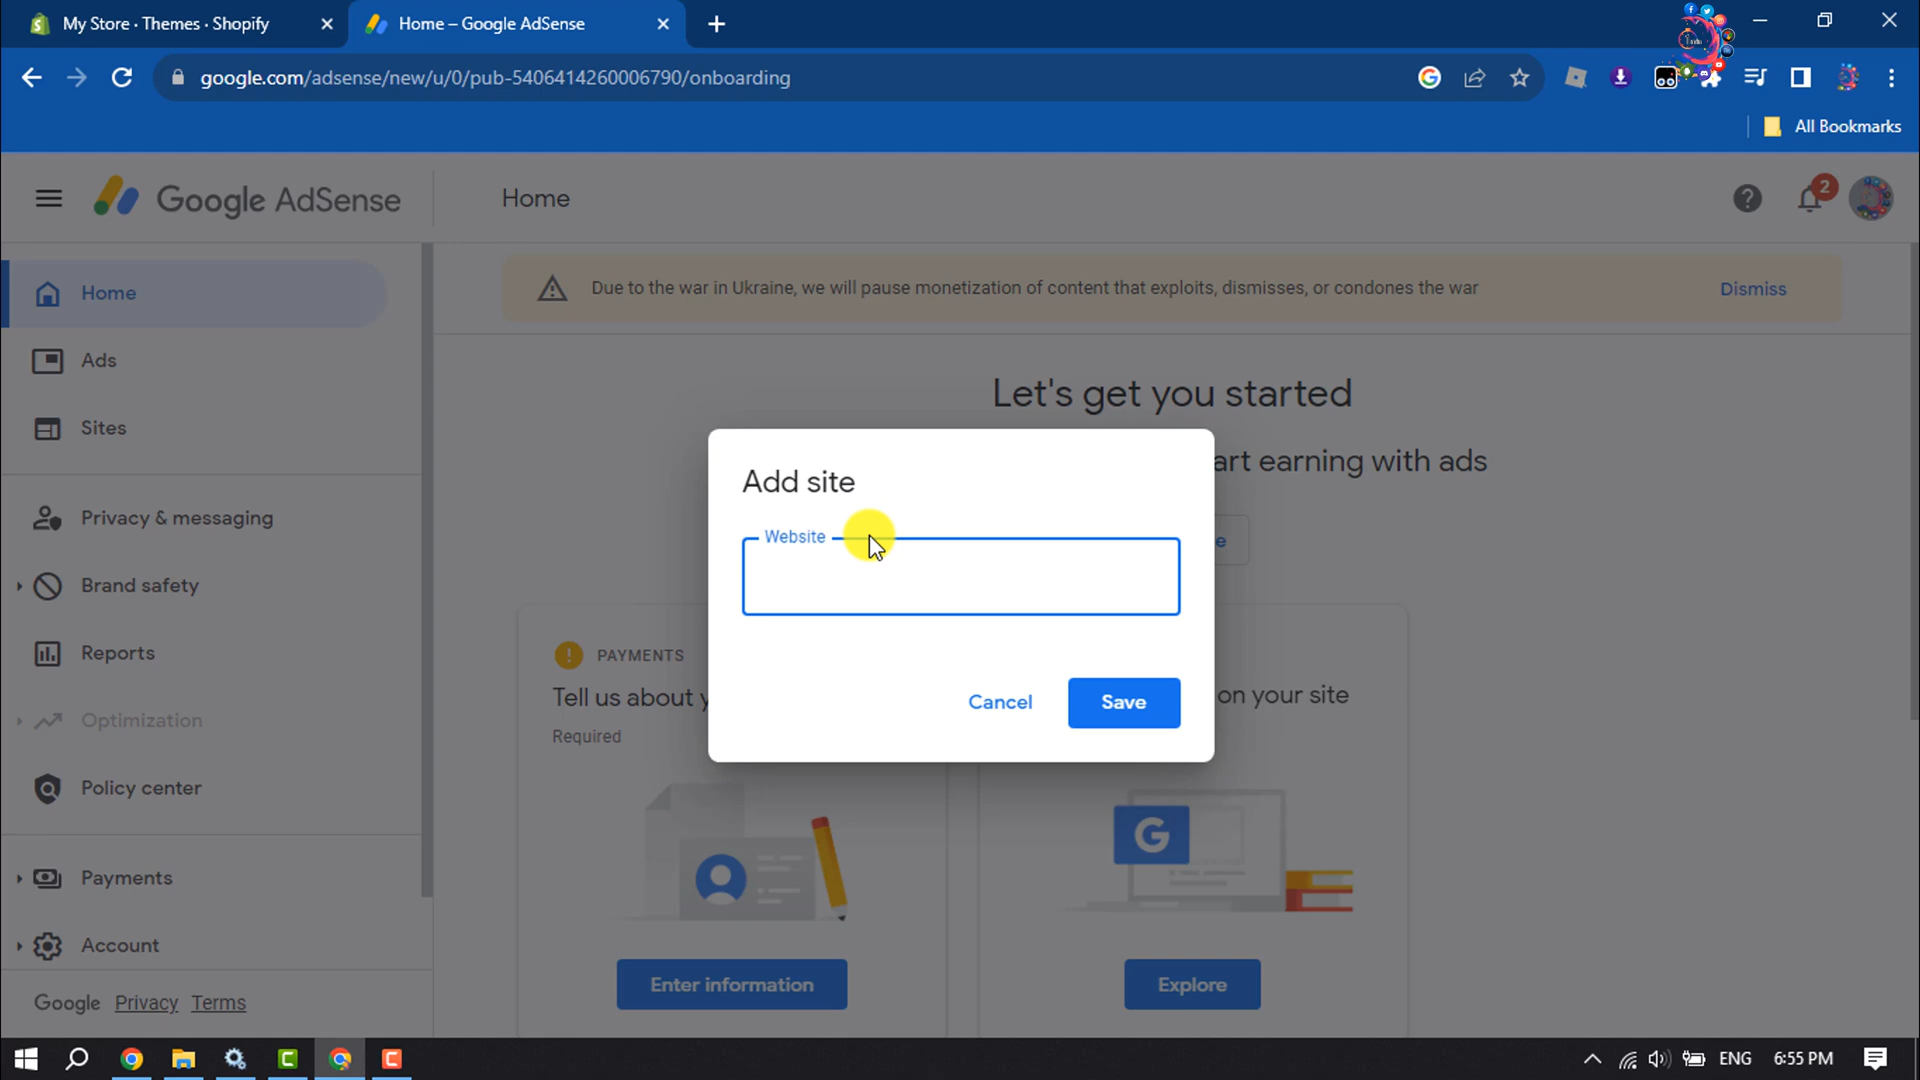 My Store · Themes · Shopify
Home – Google AdSense
google.com/adsense/new/u/0/pub-5406414260006790/onboarding
All Bookmarks
Google AdSense
Home
2
Home
Ads
Sites
Privacy & messaging
Brand safety
Reports
Optimization
Policy center
Payments
Account
Google Privacy Terms
Due to the war in Ukraine, we will pause monetization of content that exploits, dismisses, or condones the war
Dismiss
Let's get you started
art earning with ads
e
Add site
Website
Cancel
Save
PAYMENTS
Tell us about y
Required
on your site
Enter information
Explore
ENG
6:55 PM